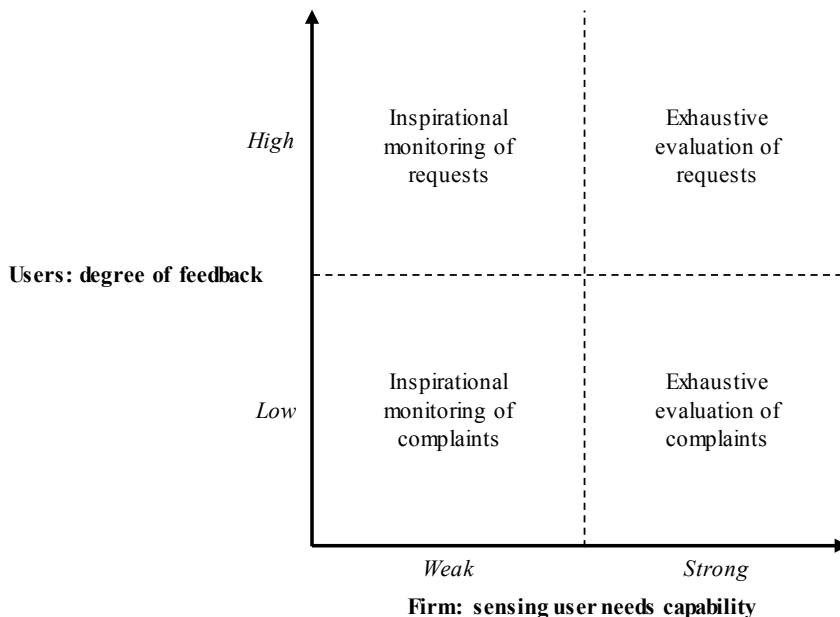 Inspirational
monitoring of
requests
Exhaustive
evaluation of
requests
High
Users: degree of feedback
Inspirational
monitoring of
complaints
Exhaustive
evaluation of
complaints
Low
Weak
Strong
Firm: sensing user needs capability